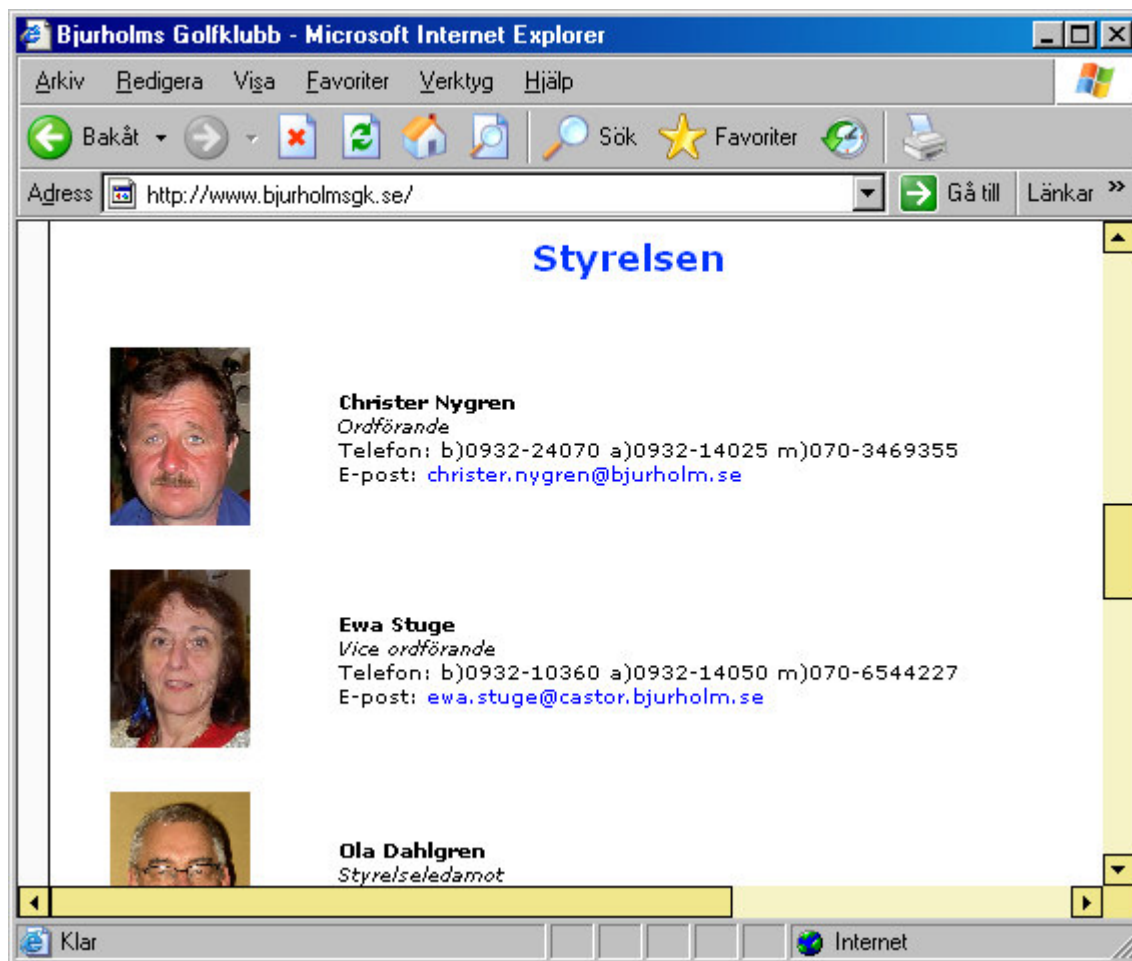 Bjurholms Golfklubb - Microsoft Internet Explorer
Arkiv Redigera Visa Favoriter Verktyg Hjälp
Bakåt Sök Favoriter
Adress http://www.bjurholmsgk.se/ Gå till Länkar »
Styrelsen
Christer Nygren
Ordförande
Telefon: b)0932-24070 a)0932-14025 m)070-3469355
E-post: christer.nygren@bjurholm.se
Ewa Stuge
Vice ordförande
Telefon: b)0932-10360 a)0932-14050 m)070-6544227
E-post: ewa.stuge@castor.bjurholm.se
Ola Dahlgren
Styrelseledamot
Klar Internet